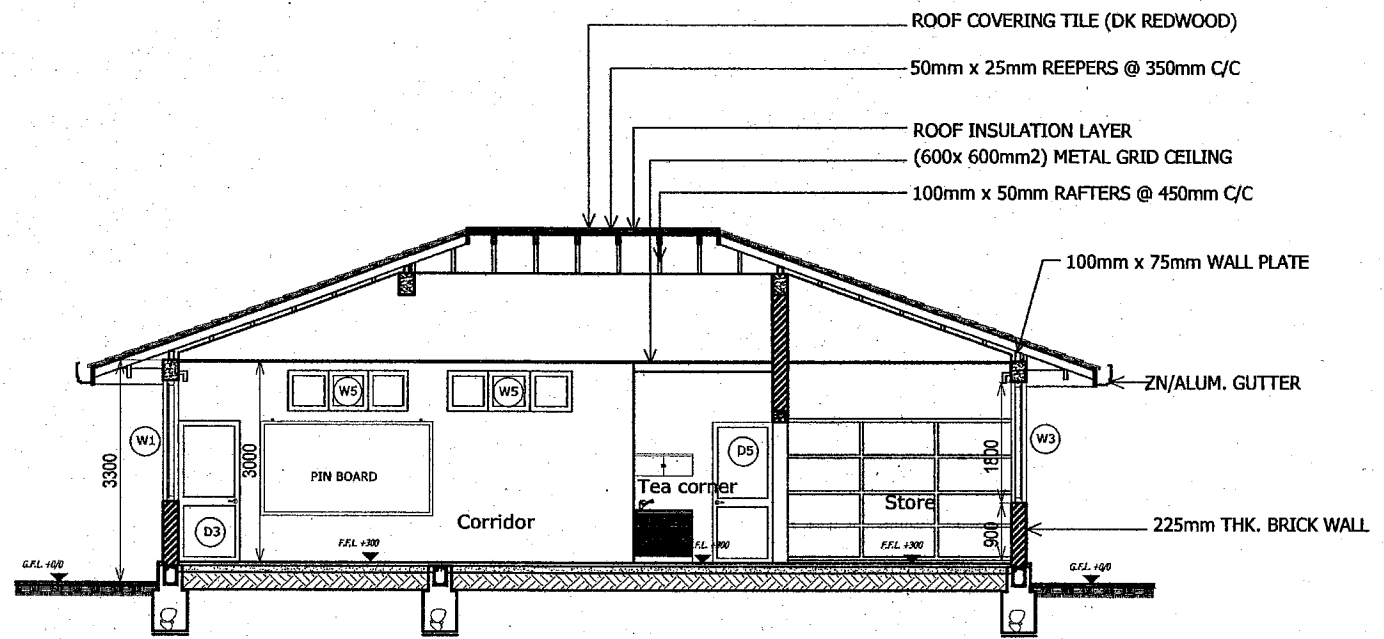 ROOF COVERING TILE (DK REDWOOD)
50mm x 25mm REEPERS @ 350mm C/C
ROOF INSULATION LAYER
(600x 600mm2) METAL GRID CEILING
100mm x 50mm RAFTERS @ 450mm C/C
100mm x 75mm WALL PLATE
ZN/ALUM. GUTTER
W5
W5
W1
3300
3000
PIN BOARD
D5
W3
1800
Tea corner
Store
D3
Corridor
900
225mm THK. BRICK WALL
F.F.L. +300
F.L. +300
F.F.L. +300
G.F.L. +0/0
G.F.L. +0/0